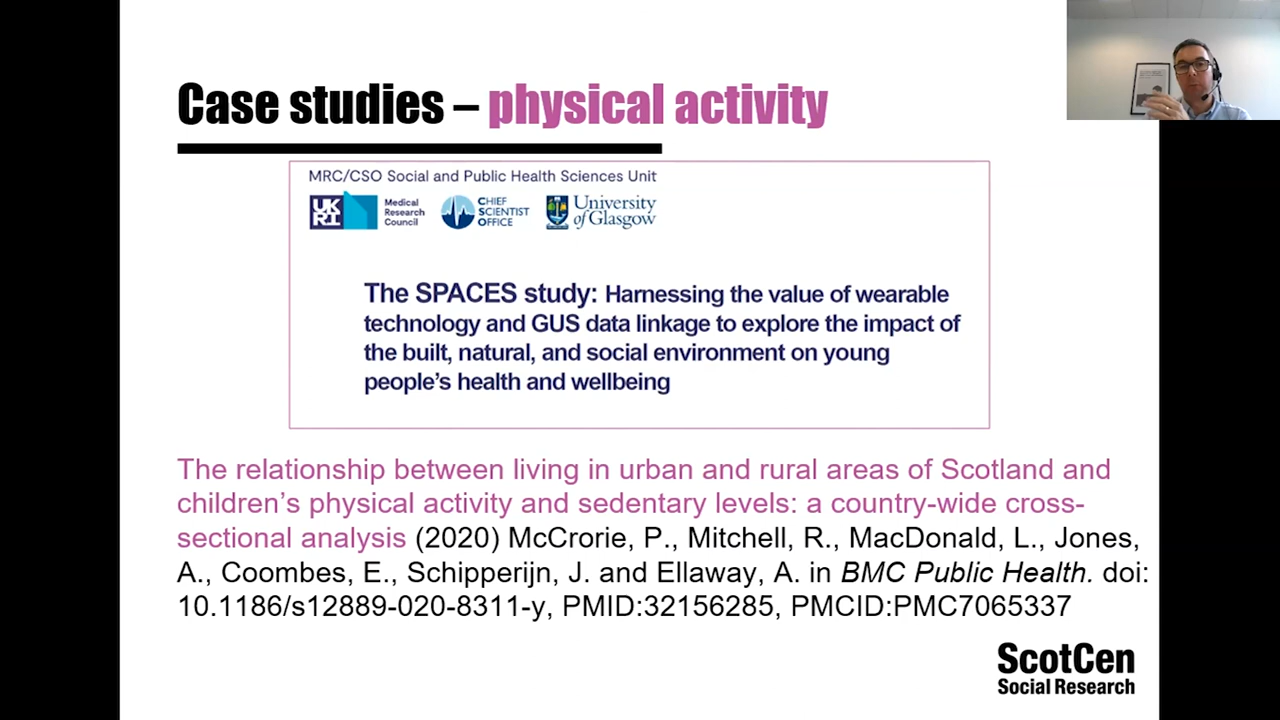 Case studies – physical activity
MRC/CSO Social and Public Health Sciences Unit
UK
RI
Medical
Research
Council
CHIEF
SCIENTIST
OFFICE
University
of Glasgow
The SPACES study: Harnessing the value of wearable
technology and GUS data linkage to explore the impact of
the built, natural, and social environment on young
people's health and wellbeing
The relationship between living in urban and rural areas of Scotland and
children's physical activity and sedentary levels: a country-wide cross-
sectional analysis (2020) McCrorie, P., Mitchell, R., MacDonald, L., Jones,
A., Coombes, E., Schipperijn, J. and Ellaway, A. in BMC Public Health. doi:
10.1186/s12889-020-8311-y, PMID:32156285, PMCID:PMC7065337
ScotCen
Social Research